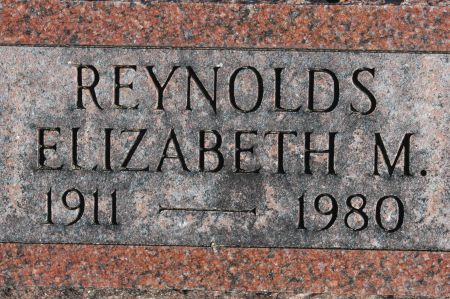 REYNOLDS
ELIZABETH M.
1911 — 1980